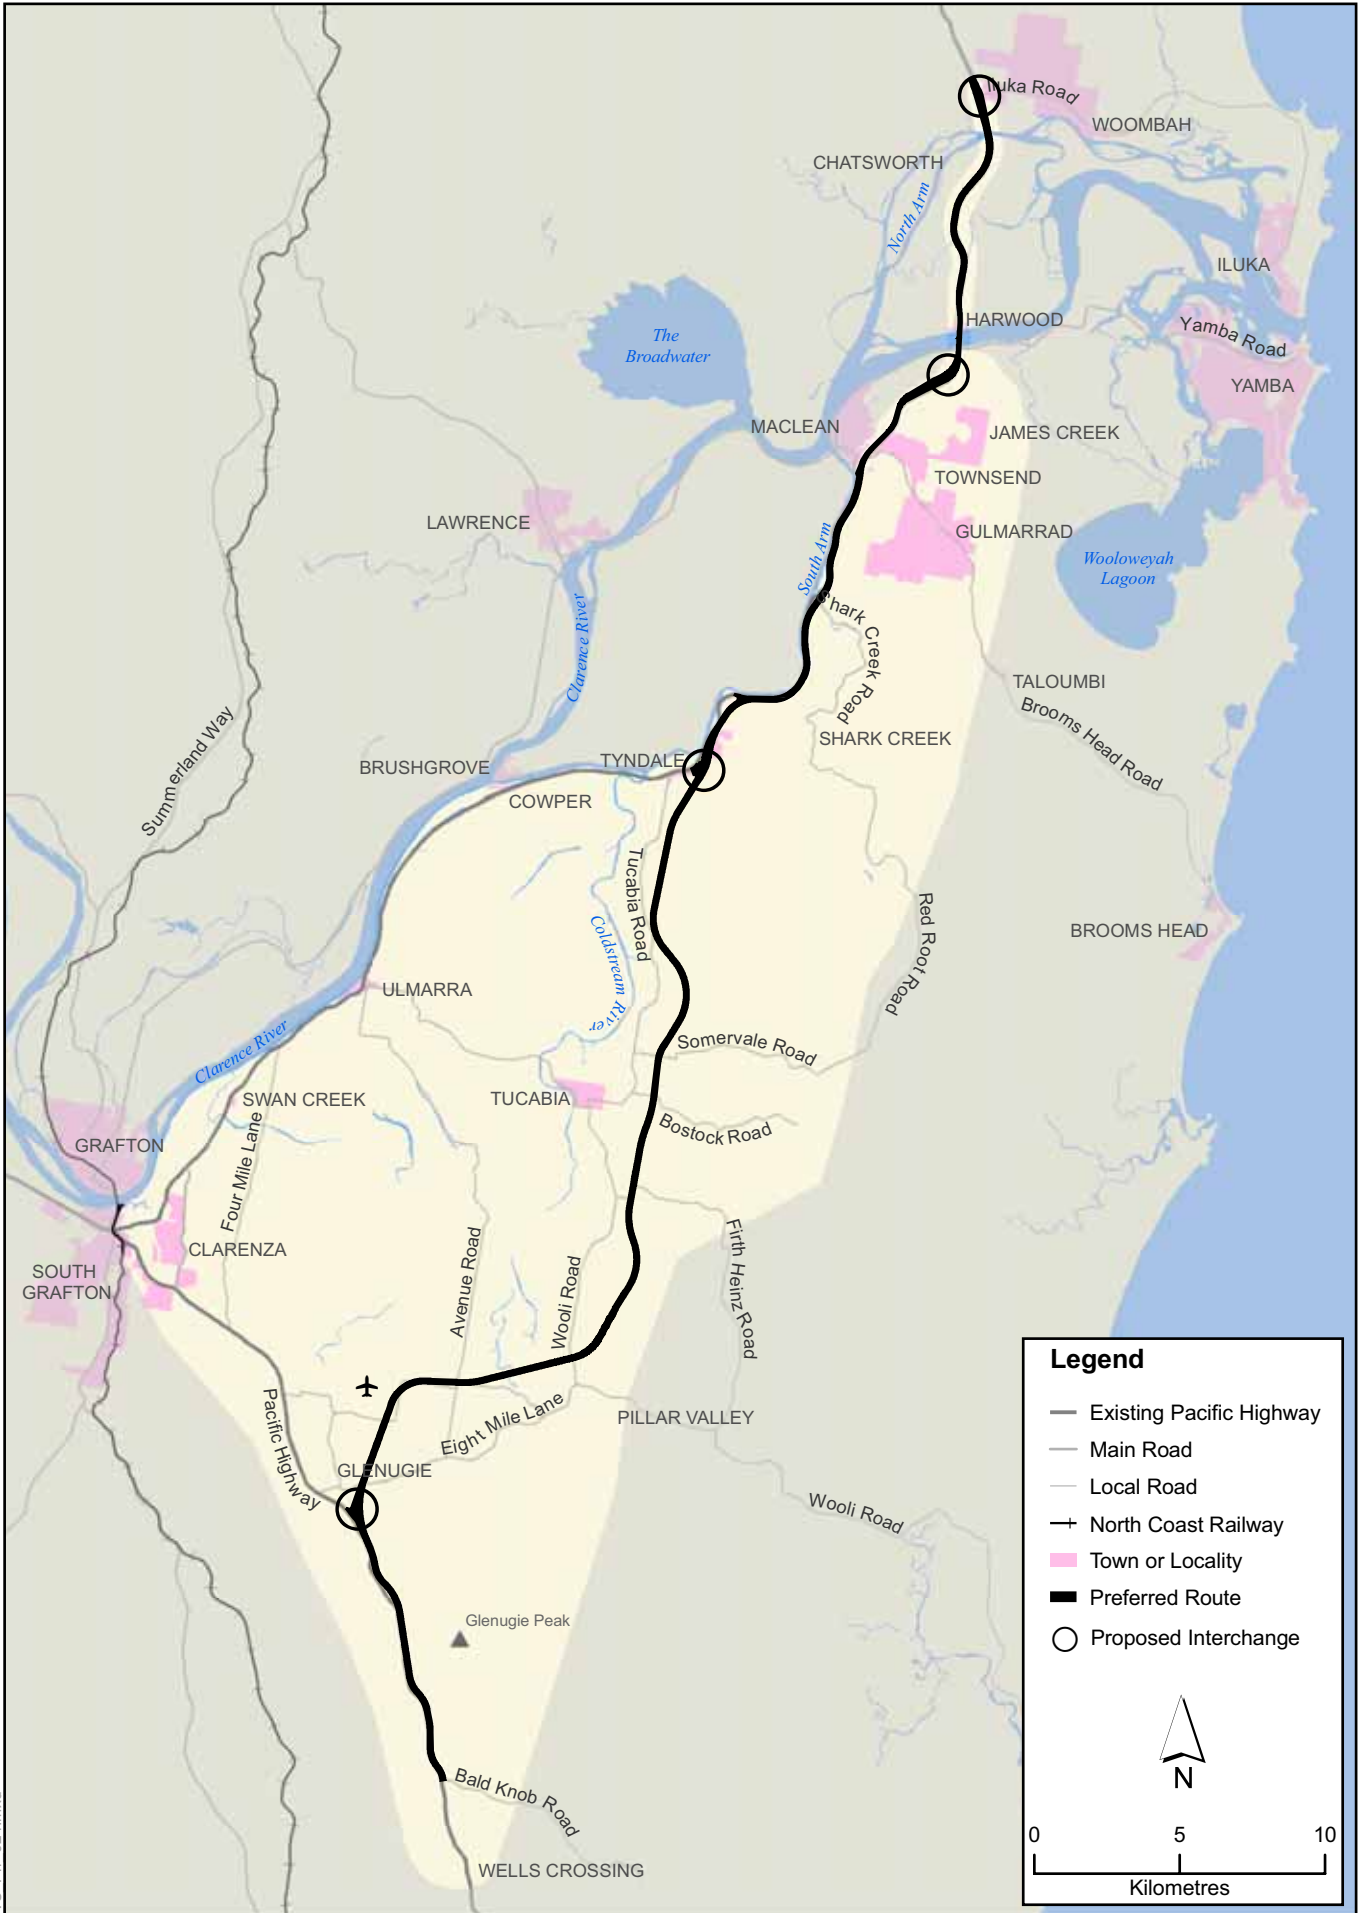 Iluka Road
WOOMBAH
CHATSWORTH
North Arm
ILUKA
HARWOOD
Yamba Road
The
Broadwater
YAMBA
MACLEAN
JAMES CREEK
TOWNSEND
LAWRENCE
GULMARRAD
South Arm
Wooloweyah
Lagoon
Shark Creek Road
Clarence River
TALOUMBI
Brooms Head Road
Summerland Way
SHARK CREEK
TYNDALE
BRUSHGROVE
COWPER
Tucabia Road
Red Root Road
Coldstream River
BROOMS HEAD
ULMARRA
Clarence River
Somervale Road
SWAN CREEK
TUCABIA
Bostock Road
GRAFTON
Four Mile Lane
CLARENZA
SOUTH
GRAFTON
Avenue Road
Wooli Road
Firth Heinz Road
Pacific Highway
Eight Mile Lane
PILLAR VALLEY
GLENUGIE
Wooli Road
Glenugie Peak
Bald Knob Road
WELLS CROSSING
Legend
Existing Pacific Highway
Main Road
Local Road
North Coast Railway
Town or Locality
Preferred Route
Proposed Interchange
N
0 5 10
Kilometres